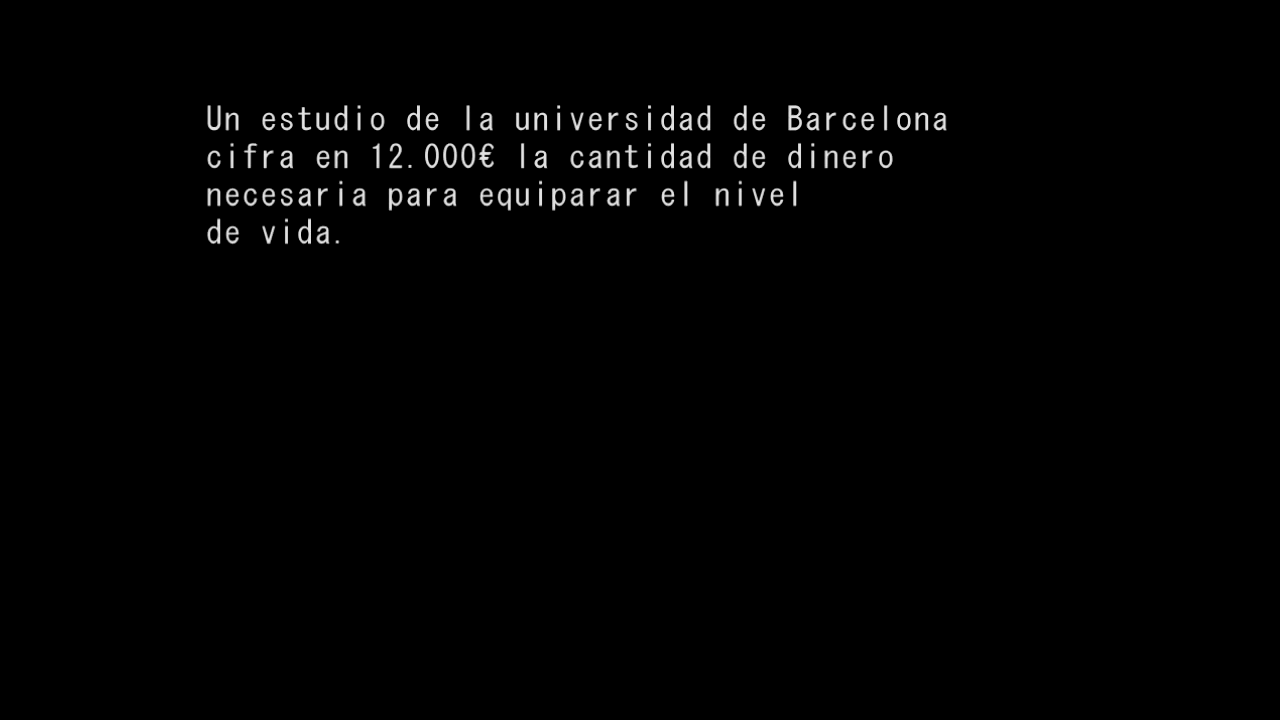 Un estudio de la universidad de Barcelona
cifra en 12.000€ la cantidad de dinero
necesaria para equiparar el nivel
de vida.